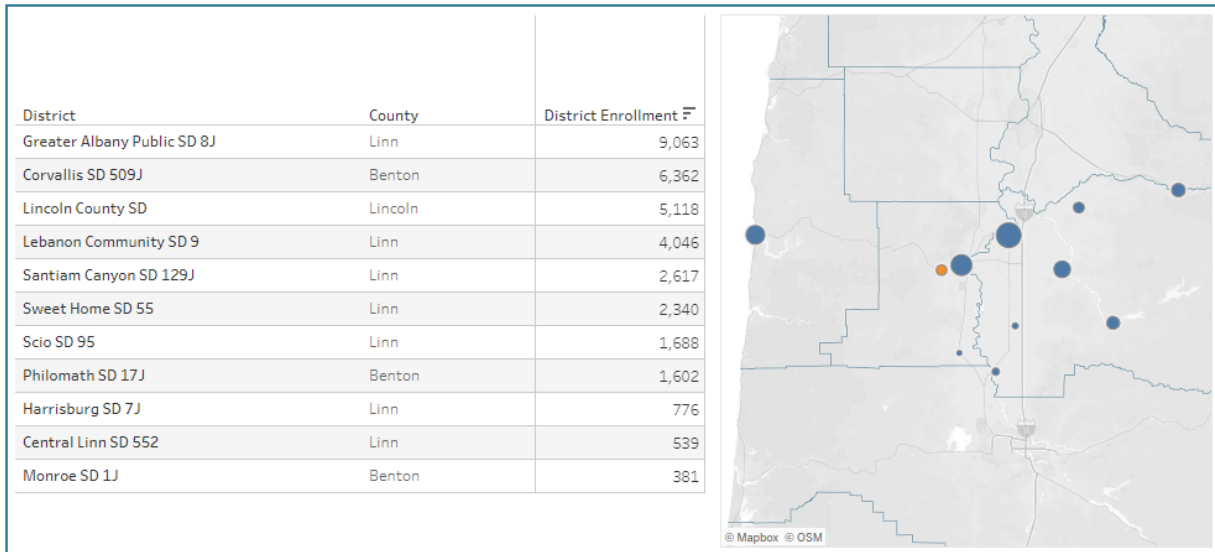 District County District Enrollment
Greater Albany Public SD 8J Linn 9,063
Corvallis SD 509J Benton 6,362
Lincoln County SD Lincoln 5,118
Lebanon Community SD 9 Linn 4,046
Santiam Canyon SD 129J Linn 2,617
Sweet Home SD 55 Linn 2,340
Scio SD 95 Linn 1,688
Philomath SD 17J Benton 1,602
Harrisburg SD 7J Linn 776
Central Linn SD 552 Linn 539
Monroe SD 1J Benton 381
© Mapbox © OSM